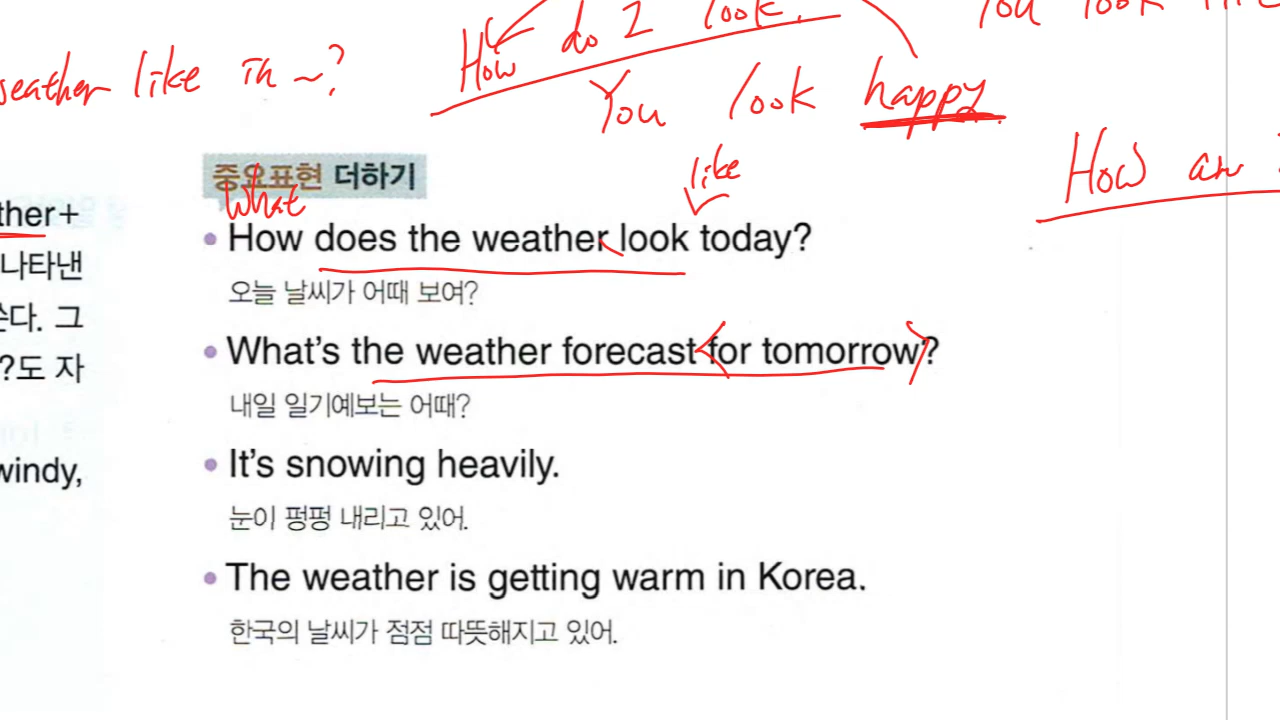 How do I look.
You look
weather like in ~?
You look happy
How are
중요표현 더하기
like
What
ther+
How does the weather look today?
나타낸
오늘 날씨가 어때 보여?
쓴다. 그
What's the weather forecast for tomorrow?
?도 자
내일 일기예보는 어때?
It's snowing heavily.
windy,
눈이 펑펑 내리고 있어.
The weather is getting warm in Korea.
한국의 날씨가 점점 따뜻해지고 있어.